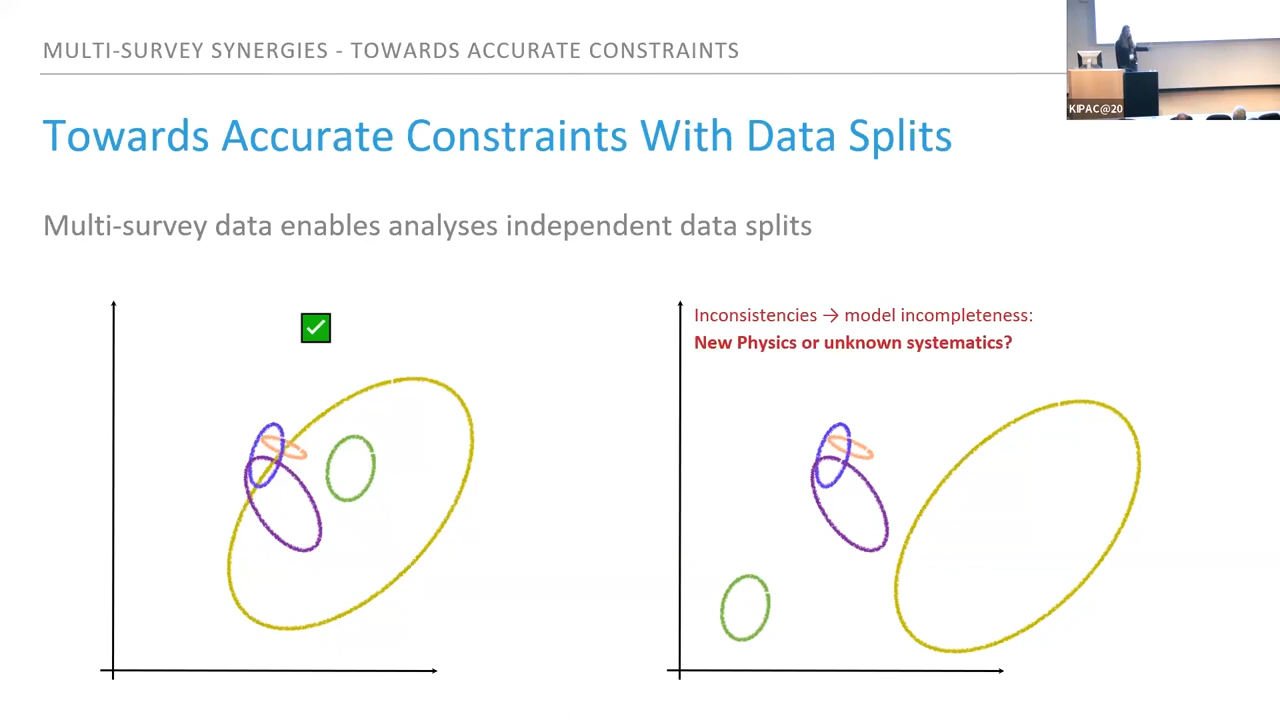 MULTI-SURVEY SYNERGIES - TOWARDS ACCURATE CONSTRAINTS
KIPAC@20
Towards Accurate Constraints With Data Splits
Multi-survey data enables analyses independent data splits
Inconsistencies → model incompleteness:
New Physics or unknown systematics?